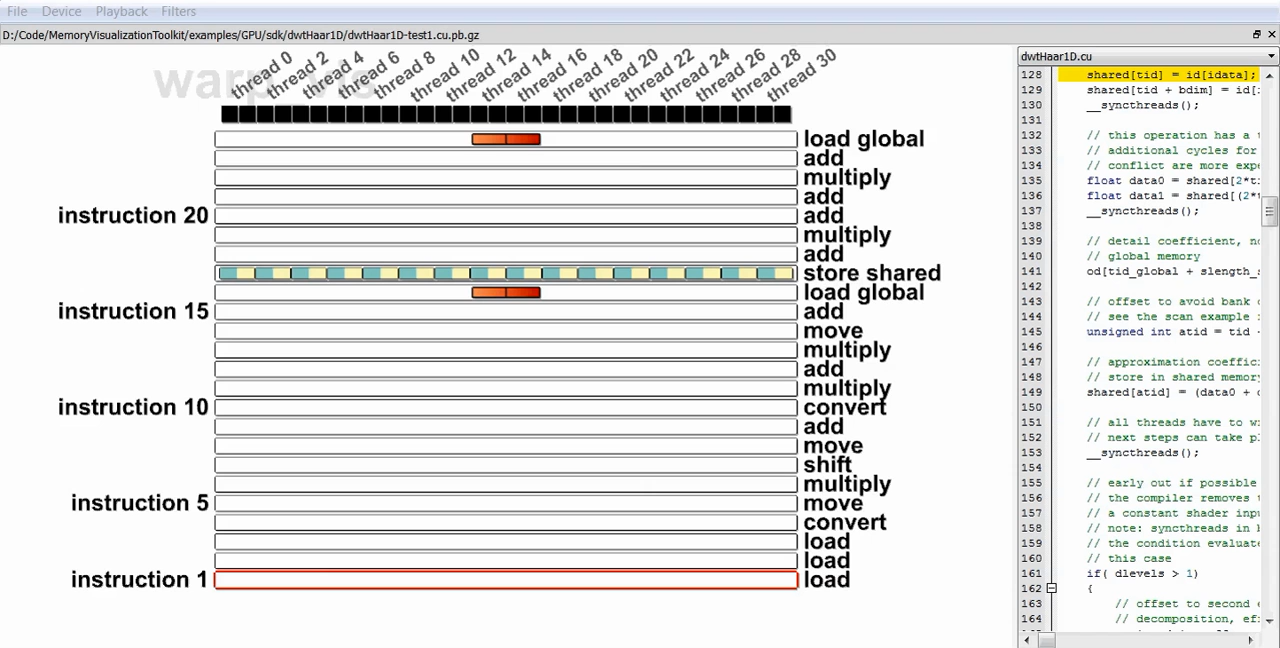 File Device Playback Filters
D:/Code/MemoryVisualizationToolkit/examples/GPU/sdk/dwtHaar1D/dwtHaar1D-test1.cu.pb.gz
thread 0 thread 2 thread 4 thread 6 thread 8 thread 10 thread 12 thread 14 thread 16 thread 18 thread 20 thread 22 thread 24 thread 26 thread 28 thread 30
load global
add
multiply
add
instruction 20 add
multiply
add
store shared
load global
instruction 15 add
move
multiply
add
multiply
instruction 10 convert
add
move
shift
multiply
instruction 5 move
convert
load
load
instruction 1 load
dwtHaar1D.cu
128 shared[tid] = id[idata];
129 shared[tid + bdim] = id[
130 __syncthreads();
131
132 // this operation has a
133 // additional cycles for
134 // conflict are more
135 float data0 = shared[2*
136 float data1 = shared[(2*
137 __syncthreads();
138
139 // detail coefficient,
140 // global memory
141 od[tid_global +
142
143 // offset to avoid bank
144 // see the scan example
145 unsigned int atid = tid
146
147 // approximation
148 // store in shared memory
149 shared[atid] = (data0 +
150
151 // all threads have to
152 // next steps can take
153 __syncthreads();
154
155 // early out if possible
156 // the compiler removes
157 // a constant shader
158 // note: syncthreads in
159 // the condition
160 // this case
161 if( dlevels > 1)
162 {
163 // offset to second
164 // decomposition,